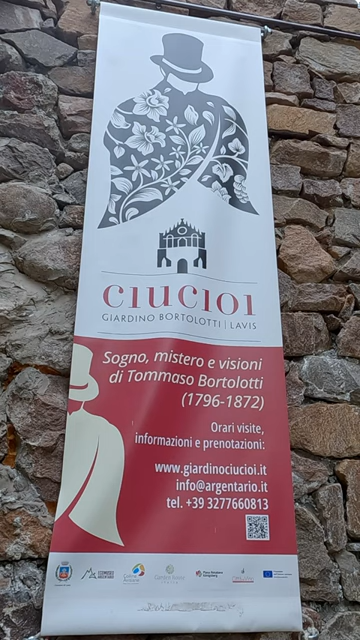 ciucioi
GIARDINO BORTOLOTTI | LAVIS
Sogno, mistero e visioni
di Tommaso Bortolotti
(1796-1872)
Orari visite,
informazioni e prenotazioni:
www.giardinociucioi.it
info@argentario.it
tel. +39 3277660813